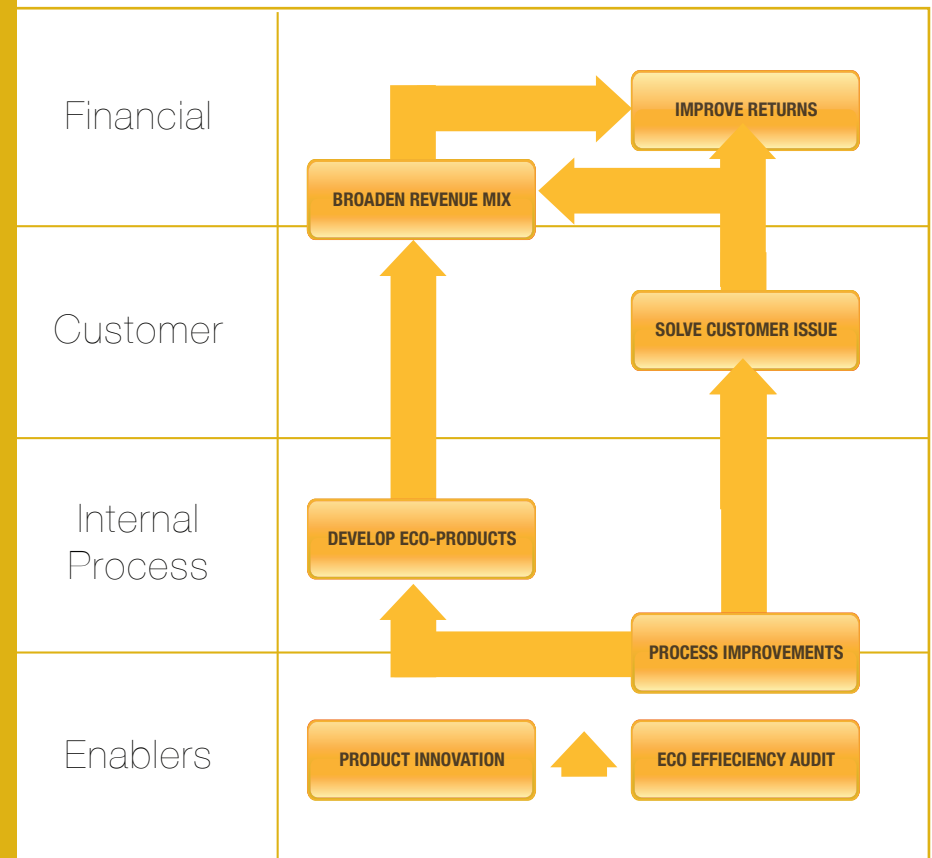 Financial
IMPROVE RETURNS
BROADEN REVENUE MIX
Customer
SOLVE CUSTOMER ISSUE
Internal
Process
DEVELOP ECO-PRODUCTS
PROCESS IMPROVEMENTS
Enablers
PRODUCT INNOVATION
ECO EFFIECIENCY AUDIT